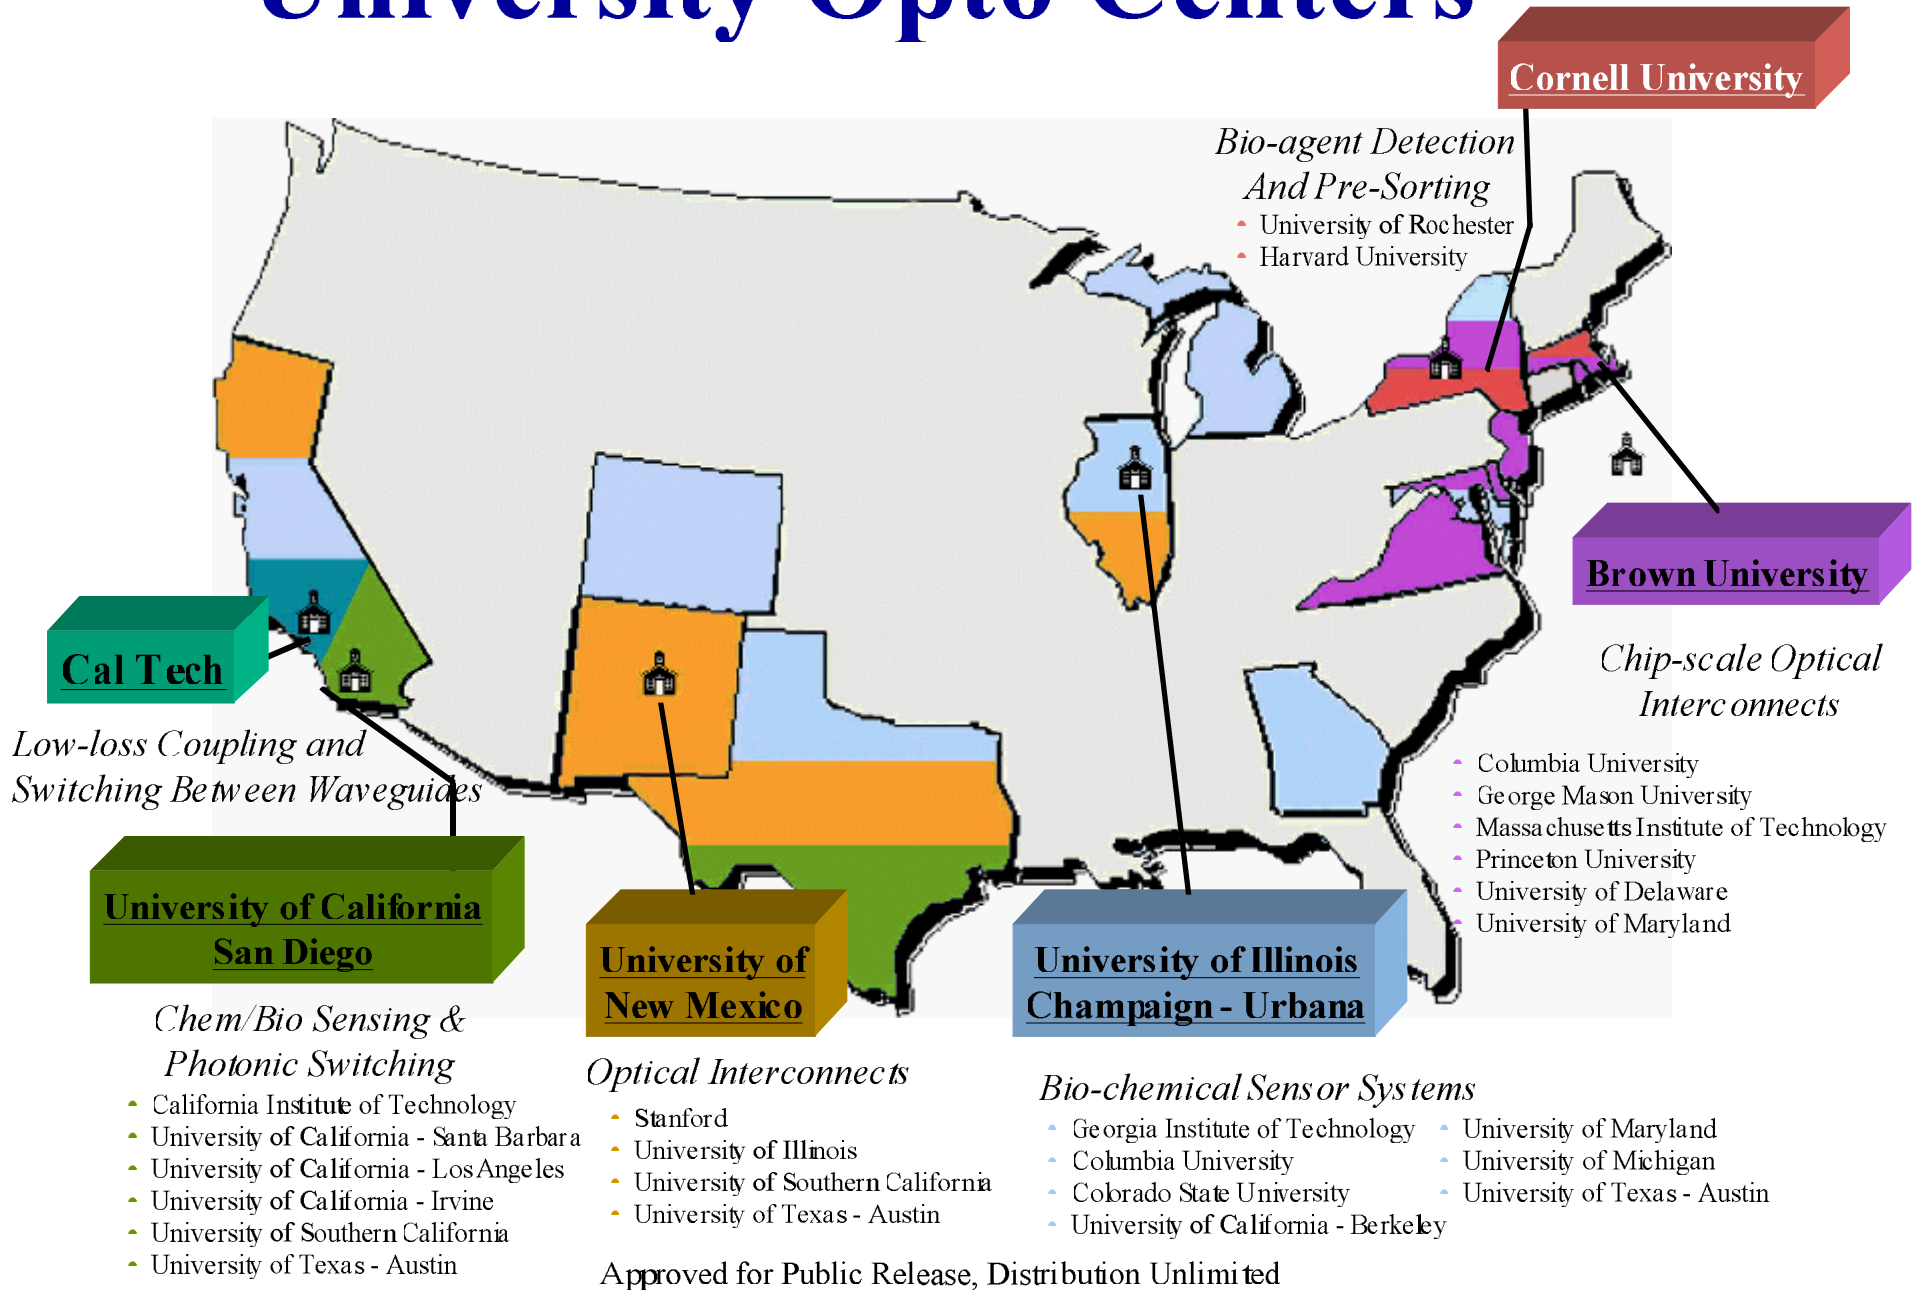 University Opto Centers
Cornell University
Bio-agent Detection
And Pre-Sorting
University of Rochester
Harvard University
Brown University
Chip-scale Optical
Interconnects
Columbia University
George Mason University
Massachusetts Institute of Technology
Princeton University
University of Delaware
University of Maryland
Cal Tech
Low-loss Coupling and
Switching Between Waveguides
University of California
San Diego
Chem/Bio Sensing &
Photonic Switching
California Institute of Technology
University of California - Santa Barbara
University of California - Los Angeles
University of California - Irvine
University of Southern California
University of Texas - Austin
University of
New Mexico
Optical Interconnects
Stanford
University of Illinois
University of Southern California
University of Texas - Austin
University of Illinois
Champaign - Urbana
Bio-chemical Sensor Systems
Georgia Institute of Technology
Columbia University
Colorado State University
University of California - Berkeley
University of Maryland
University of Michigan
University of Texas - Austin
Approved for Public Release, Distribution Unlimited